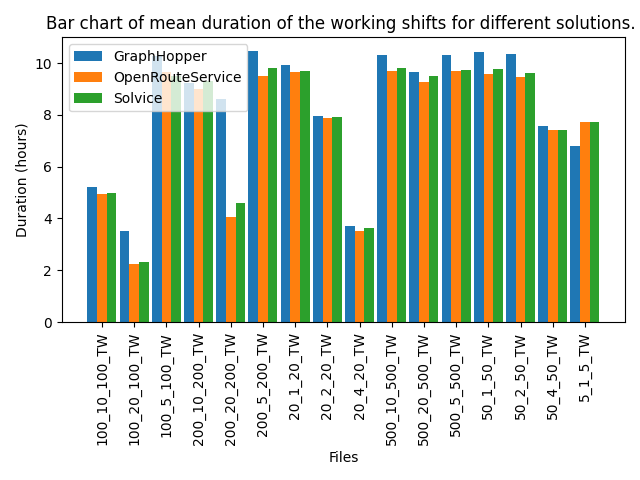 Bar chart of mean duration of the working shifts for different solutions.
GraphHopper
OpenRouteService
Solvice
Duration (hours)
10
8
6
4
2
0
100_10_100_TW
100_20_100_TW
100_5_100_TW
200_10_200_TW
200_20_200_TW
200_5_200_TW
20_1_20_TW
20_2_20_TW
20_4_20_TW
500_10_500_TW
500_20_500_TW
500_5_500_TW
50_1_50_TW
50_2_50_TW
50_4_50_TW
5_1_5_TW
Files